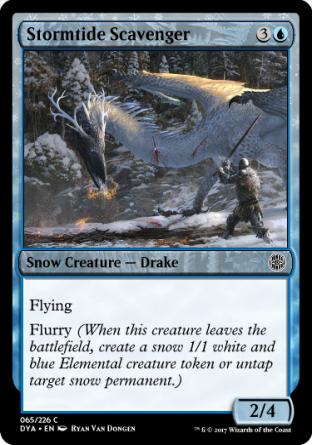 Stormtide Scavenger 3
Snow Creature — Drake
Flying
Flurry (When this creature leaves the
battlefield, create a snow 1/1 white and
blue Elemental creature token or untap
target snow permanent.)
2/4
065/226 C
DYA • EN Ryan Van Dongen
™ & © 2017 Wizards of the Coast